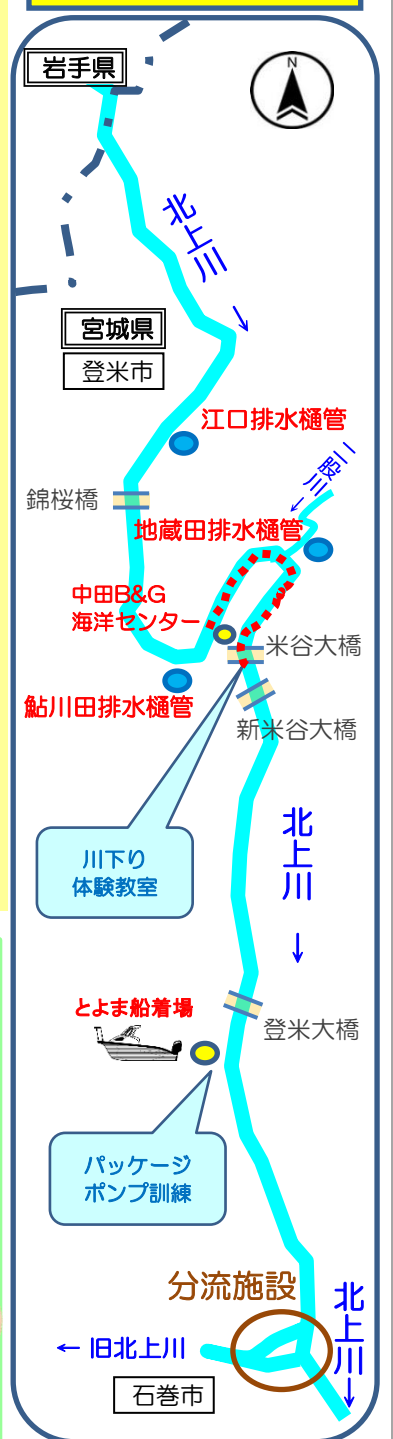 岩手県
N
北上川
↓
宮城県
登米市
江口排水樋管
二股川
←
錦桜橋
地蔵田排水樋管
中田B&G
海洋センター
米谷大橋
鮎川田排水樋管
新米谷大橋
川下り
体験教室
北上川
↓
とよま船着場
登米大橋
パッケージ
ポンプ訓練
分流施設
北上川
↓
← 旧北上川
石巻市